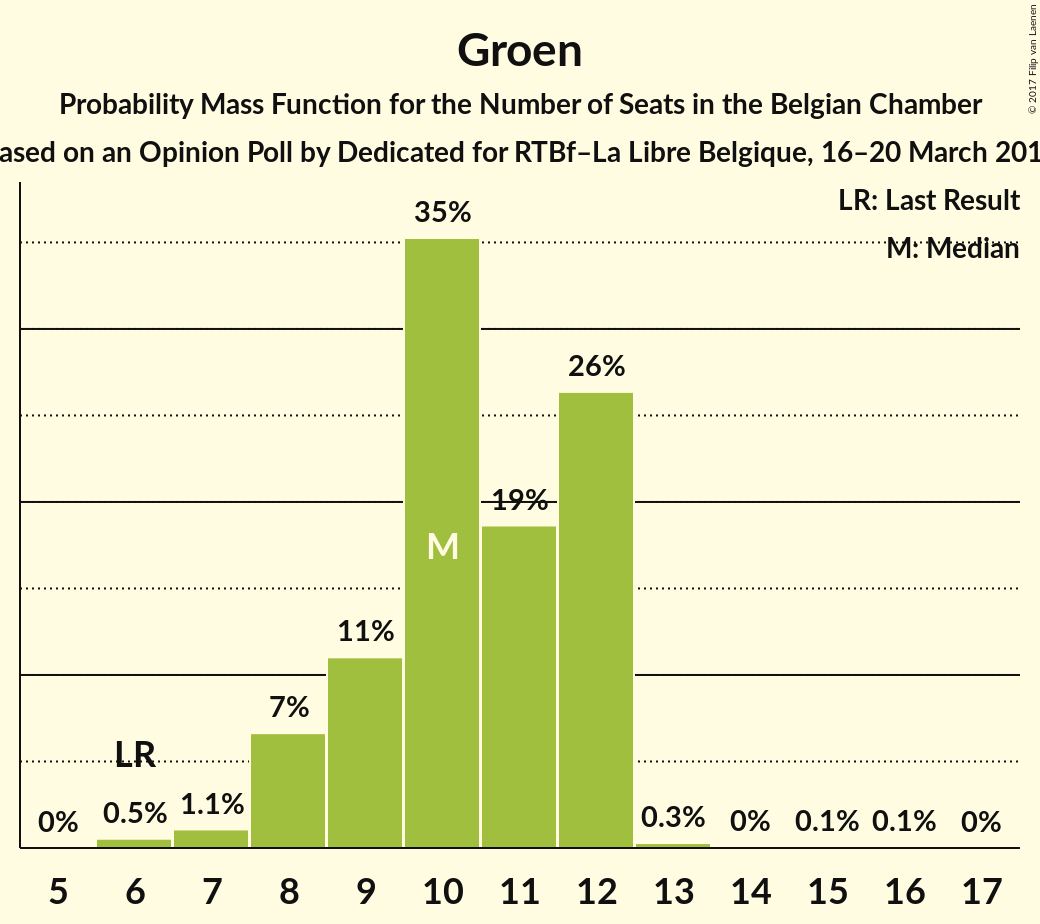 Groen
Probability Mass Function for the Number of Seats in the Belgian Chamber
ased on an Opinion Poll by Dedicated for RTBf–La Libre Belgique, 16–20 March 201
© 2017 Filip van Laenen
LR: Last Result
M: Median
35%
26%
19%
M
11%
7%
LR
0% 0.5% 1.1% 0.3% 0% 0.1% 0.1% 0%
5 6 7 8 9 10 11 12 13 14 15 16 17